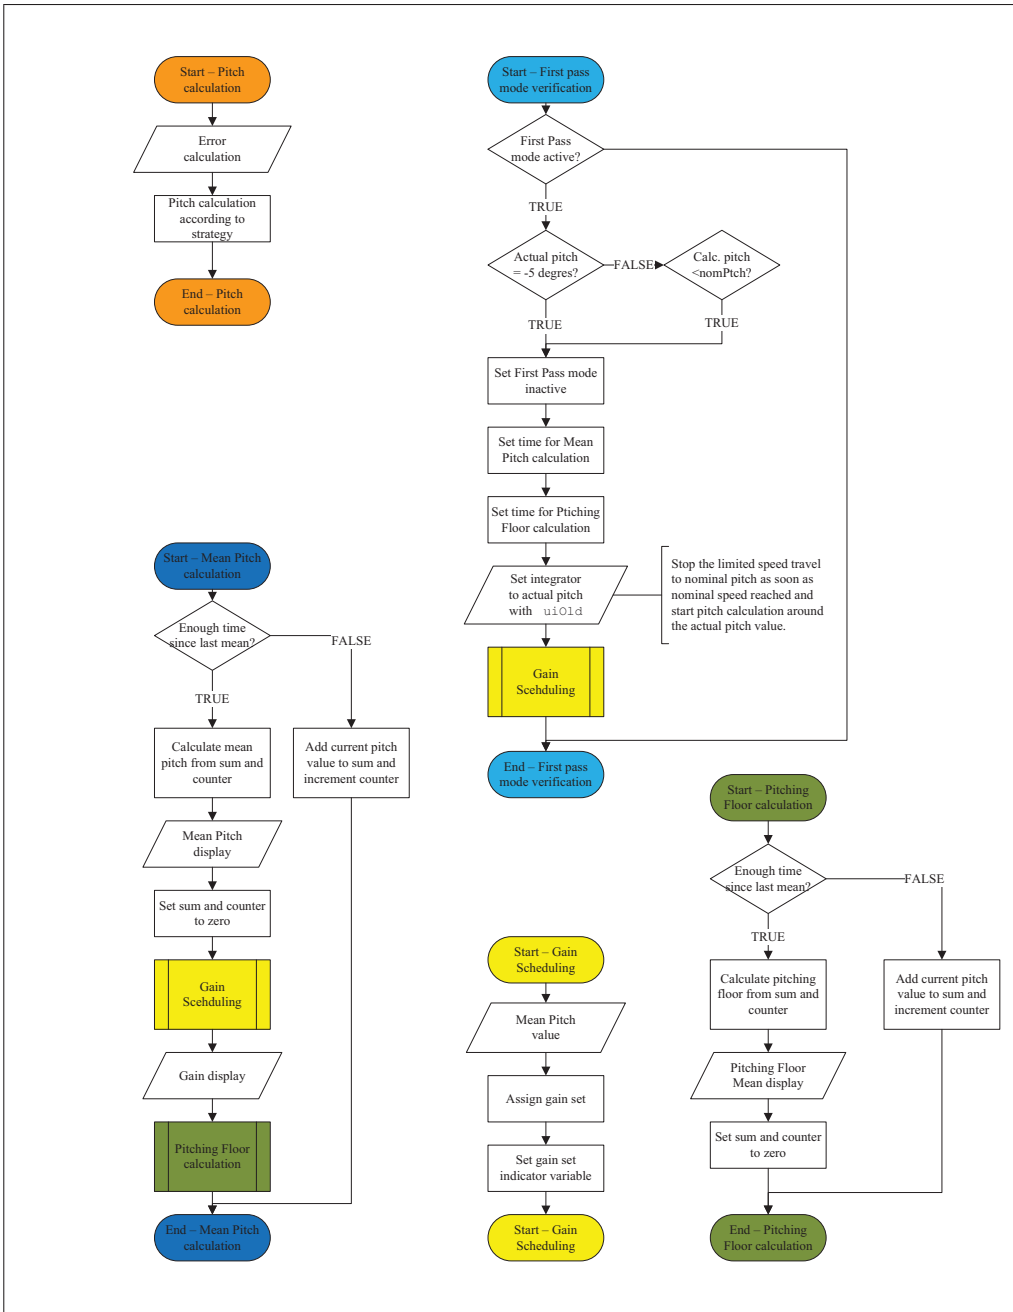 Start – Pitch
calculation
Error
calculation
Pitch calculation
according to
strategy
End – Pitch
calculation
Start – First pass
mode verification
First Pass
mode active?
TRUE
Actual pitch
= -5 degres?
FALSE
Calc. pitch
<nomPtch?
TRUE
TRUE
Set First Pass mode
inactive
Set time for Mean
Pitch calculation
Set time for Ptiching
Floor calculation
Set integrator
to actual pitch
with uiOld
Stop the limited speed travel
to nominal pitch as soon as
nominal speed reached and
start pitch calculation around
the actual pitch value.
Gain
Scehduling
End – First pass
mode verification
Start – Mean Pitch
calculation
Enough time
since last mean?
FALSE
TRUE
Calculate mean
pitch from sum and
counter
Add current pitch
value to sum and
increment counter
Mean Pitch
display
Set sum and counter
to zero
Gain
Scehduling
Gain display
Pitching Floor
calculation
End – Mean Pitch
calculation
Start – Gain
Scheduling
Mean Pitch
value
Assign gain set
Set gain set
indicator variable
Start – Gain
Scheduling
Start – Pitching
Floor calculation
Enough time
since last mean?
FALSE
TRUE
Calculate pitching
floor from sum and
counter
Add current pitch
value to sum and
increment counter
Pitching Floor
Mean display
Set sum and counter
to zero
End – Pitching
Floor calculation